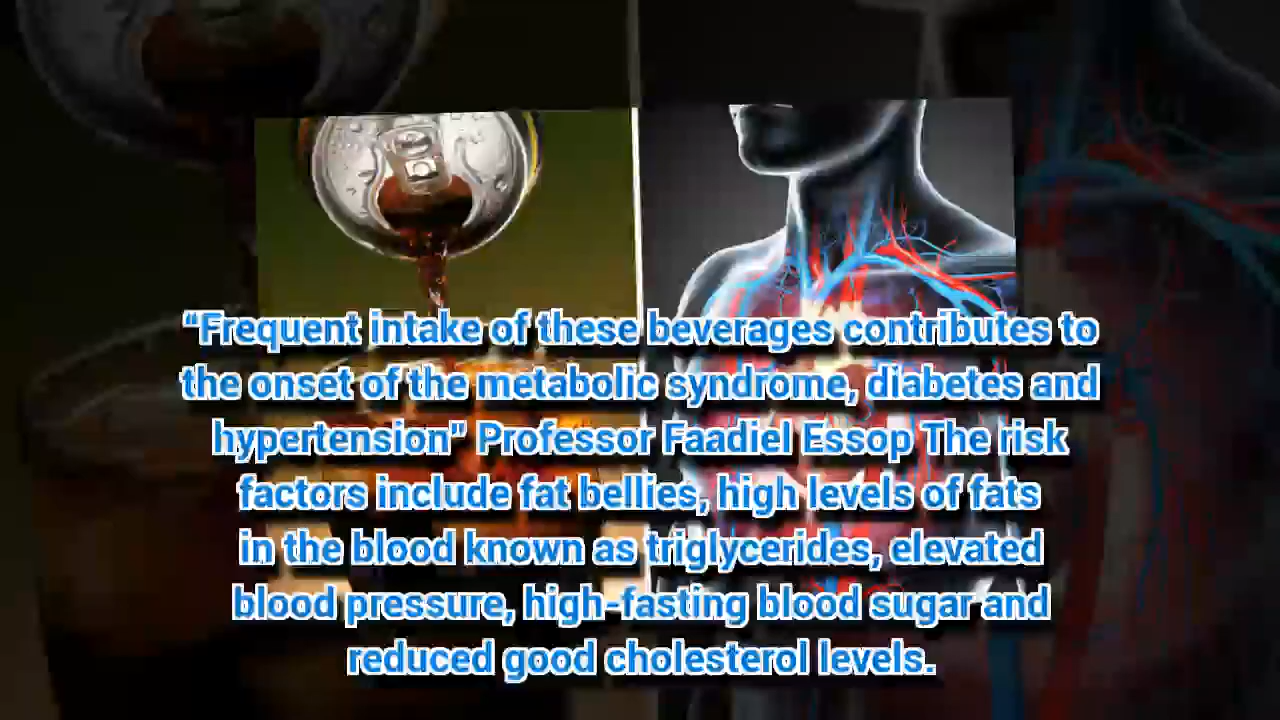 “Frequent intake of these beverages contributes to
the onset of the metabolic syndrome, diabetes and
hypertension" Professor Faadiel Essop The risk
factors include fat bellies, high levels of fats
in the blood known as triglycerides, elevated
blood pressure, high-fasting blood sugar and
reduced good cholesterol levels.